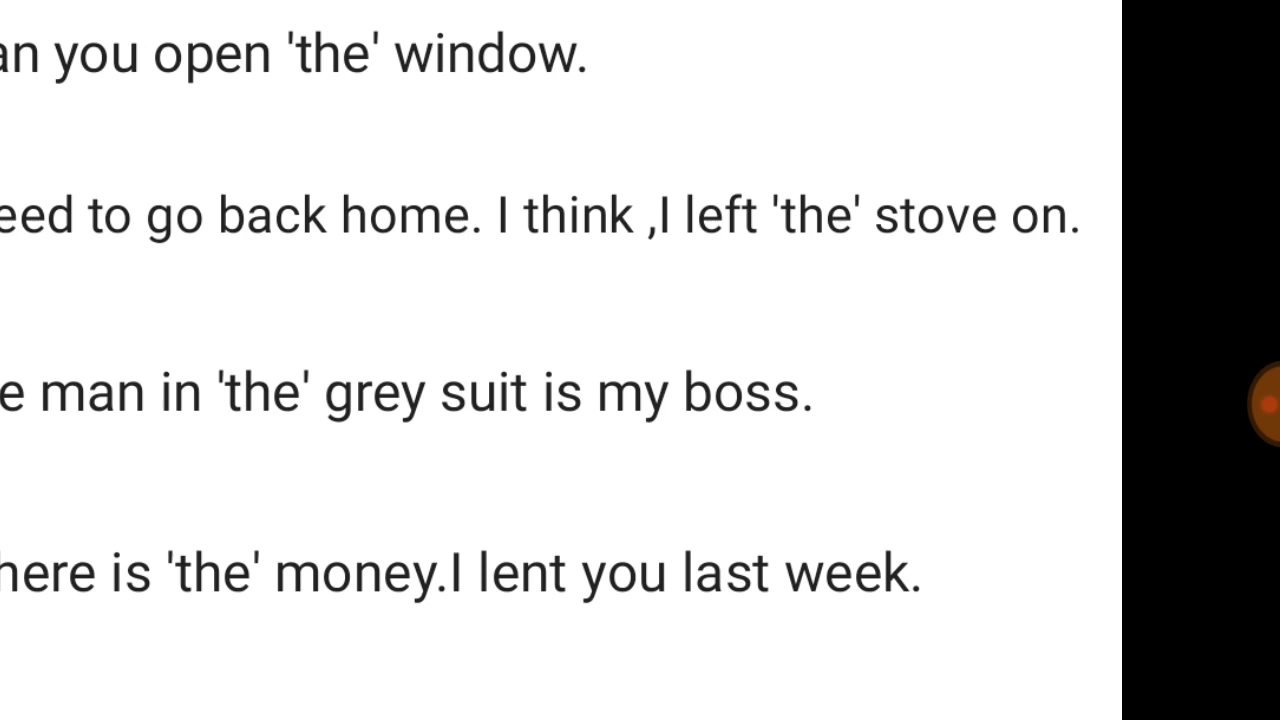 an you open 'the' window.
eed to go back home. I think ,I left 'the' stove on.
e man in 'the' grey suit is my boss.
here is 'the' money.I lent you last week.